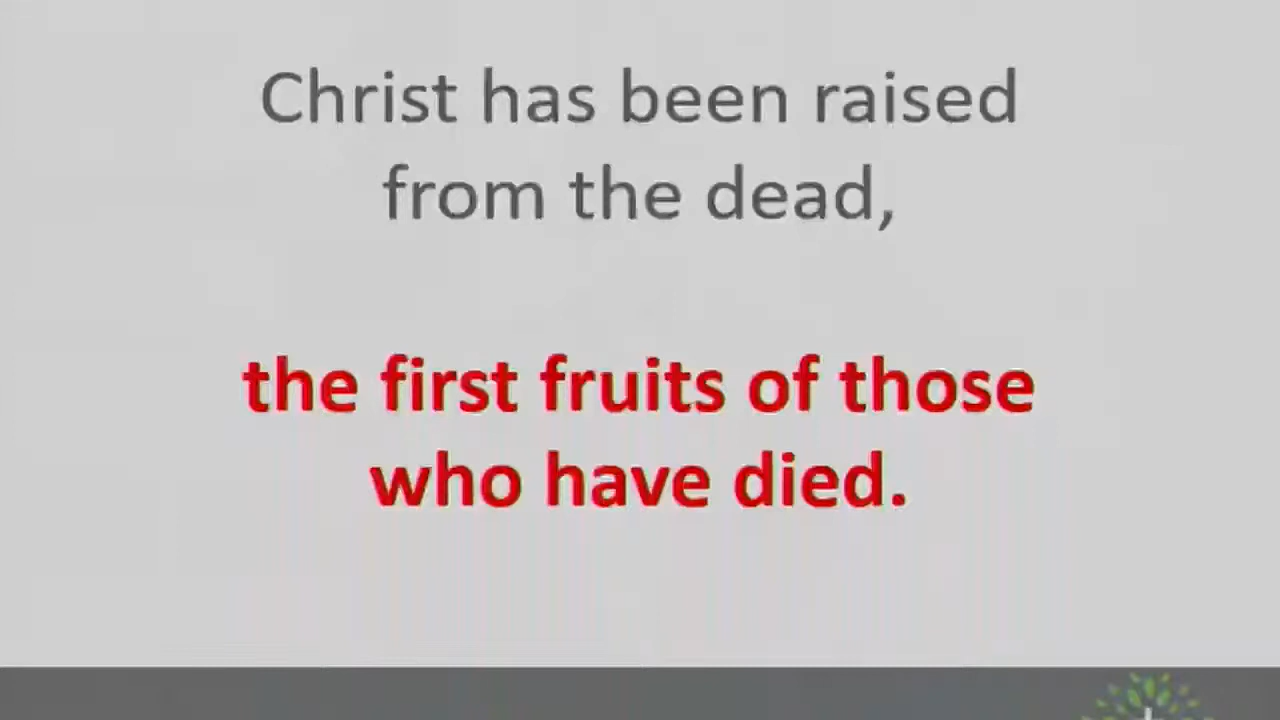 Christ has been raised
from the dead,
the first fruits of those
who have died.